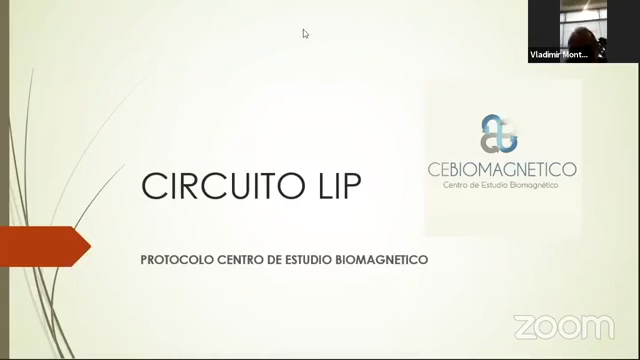 Vladimir Mont...
CEBIOMAGNETICO
Centro de Estudio Biomagnético
CIRCUITO LIP
PROTOCOLO CENTRO DE ESTUDIO BIOMAGNETICO
zoom